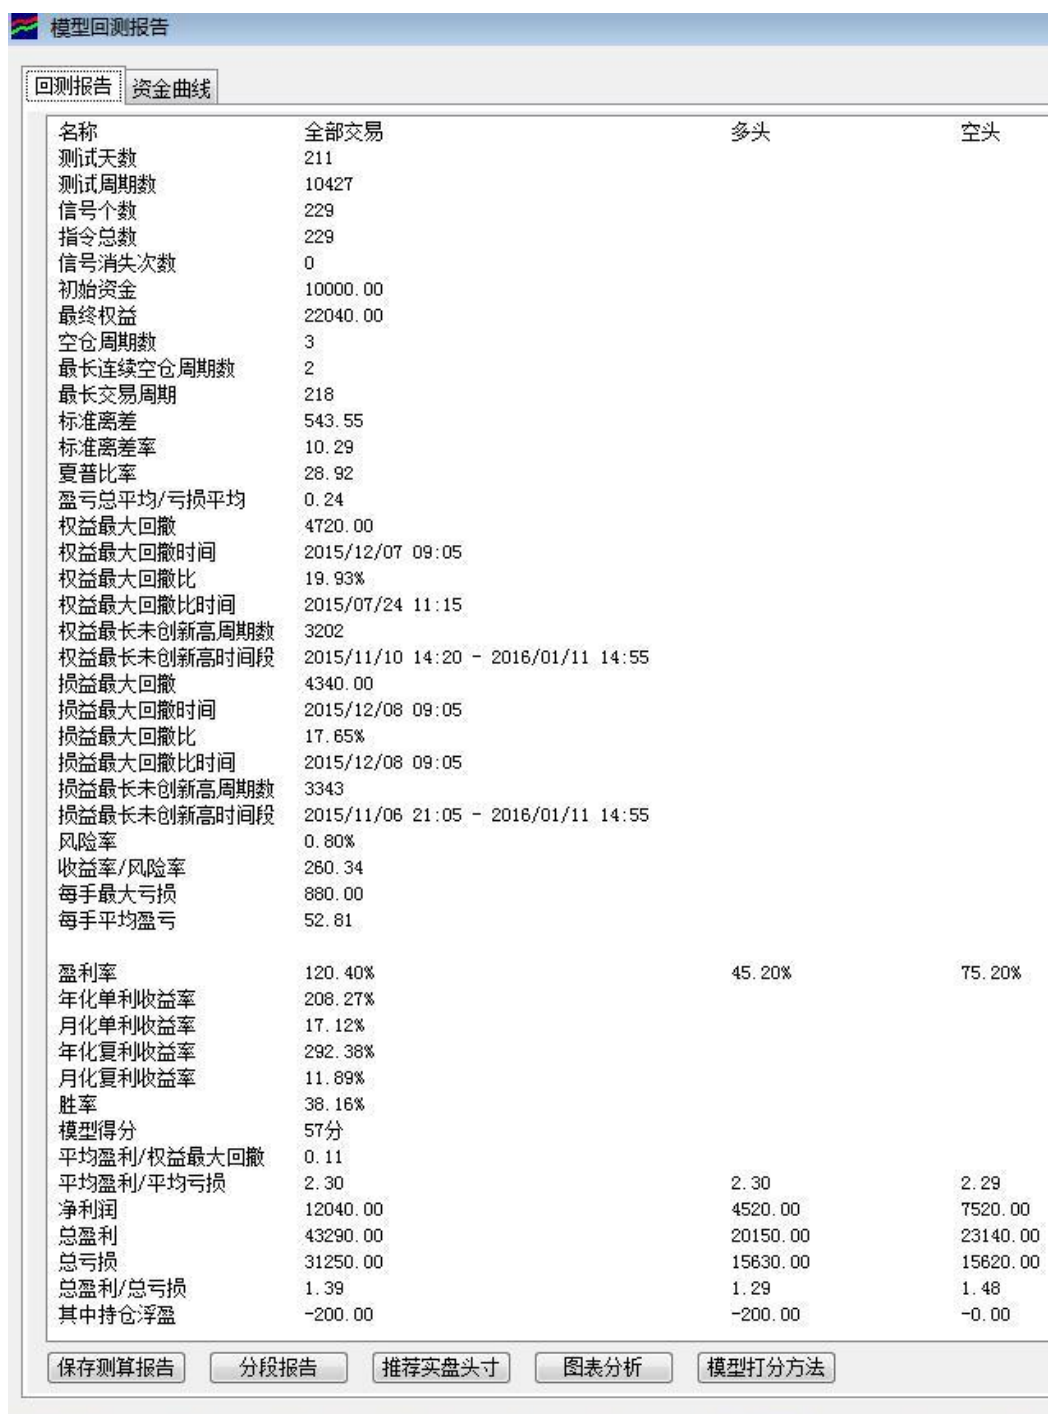 模型回测报告
回测报告 资金曲线
名称 全部交易 多头 空头
测试天数 211
测试周期数 10427
信号个数 229
指令总数 229
信号消失次数 0
初始资金 10000.00
最终权益 22040.00
空仓周期数 3
最长连续空仓周期数 2
最长交易周期 218
标准离差 543.55
标准离差率 10.29
夏普比率 28.92
盈亏总平均/亏损平均 0.24
权益最大回撤 4720.00
权益最大回撤时间 2015/12/07 09:05
权益最大回撤比 19.93%
权益最大回撤比时间 2015/07/24 11:15
权益最长未创新高周期数 3202
权益最长未创新高时间段 2015/11/10 14:20 - 2016/01/11 14:55
损益最大回撤 4340.00
损益最大回撤时间 2015/12/08 09:05
损益最大回撤比 17.65%
损益最大回撤比时间 2015/12/08 09:05
损益最长未创新高周期数 3343
损益最长未创新高时间段 2015/11/06 21:05 - 2016/01/11 14:55
风险率 0.80%
收益率/风险率 260.34
每手最大亏损 880.00
每手平均盈亏 52.81
盈利率 120.40% 45.20% 75.20%
年化单利收益率 208.27%
月化单利收益率 17.12%
年化复利收益率 292.38%
月化复利收益率 11.89%
胜率 38.16%
模型得分 57分
平均盈利/权益最大回撤 0.11
平均盈利/平均亏损 2.30 2.30 2.29
净利润 12040.00 4520.00 7520.00
总盈利 43290.00 20150.00 23140.00
总亏损 31250.00 15630.00 15620.00
总盈利/总亏损 1.39 1.29 1.48
其中持仓浮盈 -200.00 -200.00 -0.00
保存测算报告 分段报告 推荐实盘头寸 图表分析 模型打分方法